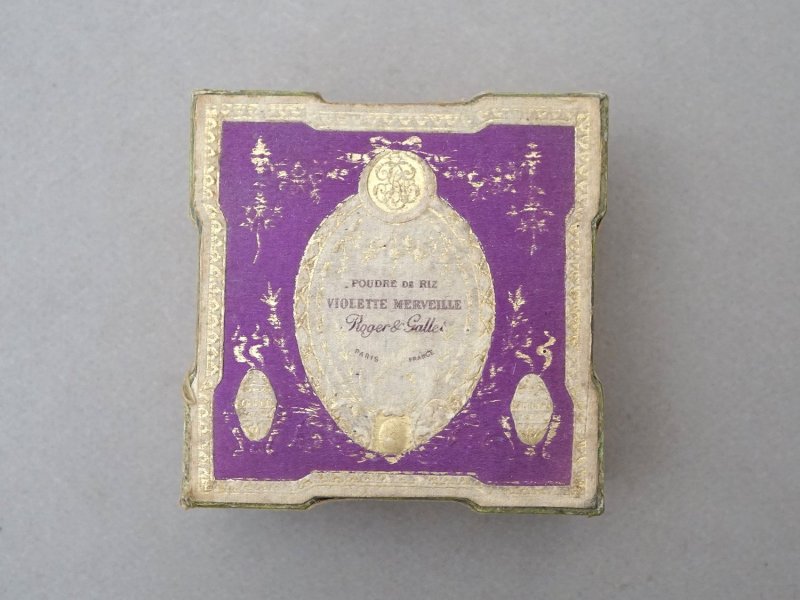 POUDRE DE RIZ
VIOLETTE MERVEILLE
Roger & Gallet
PARIS FRANCE